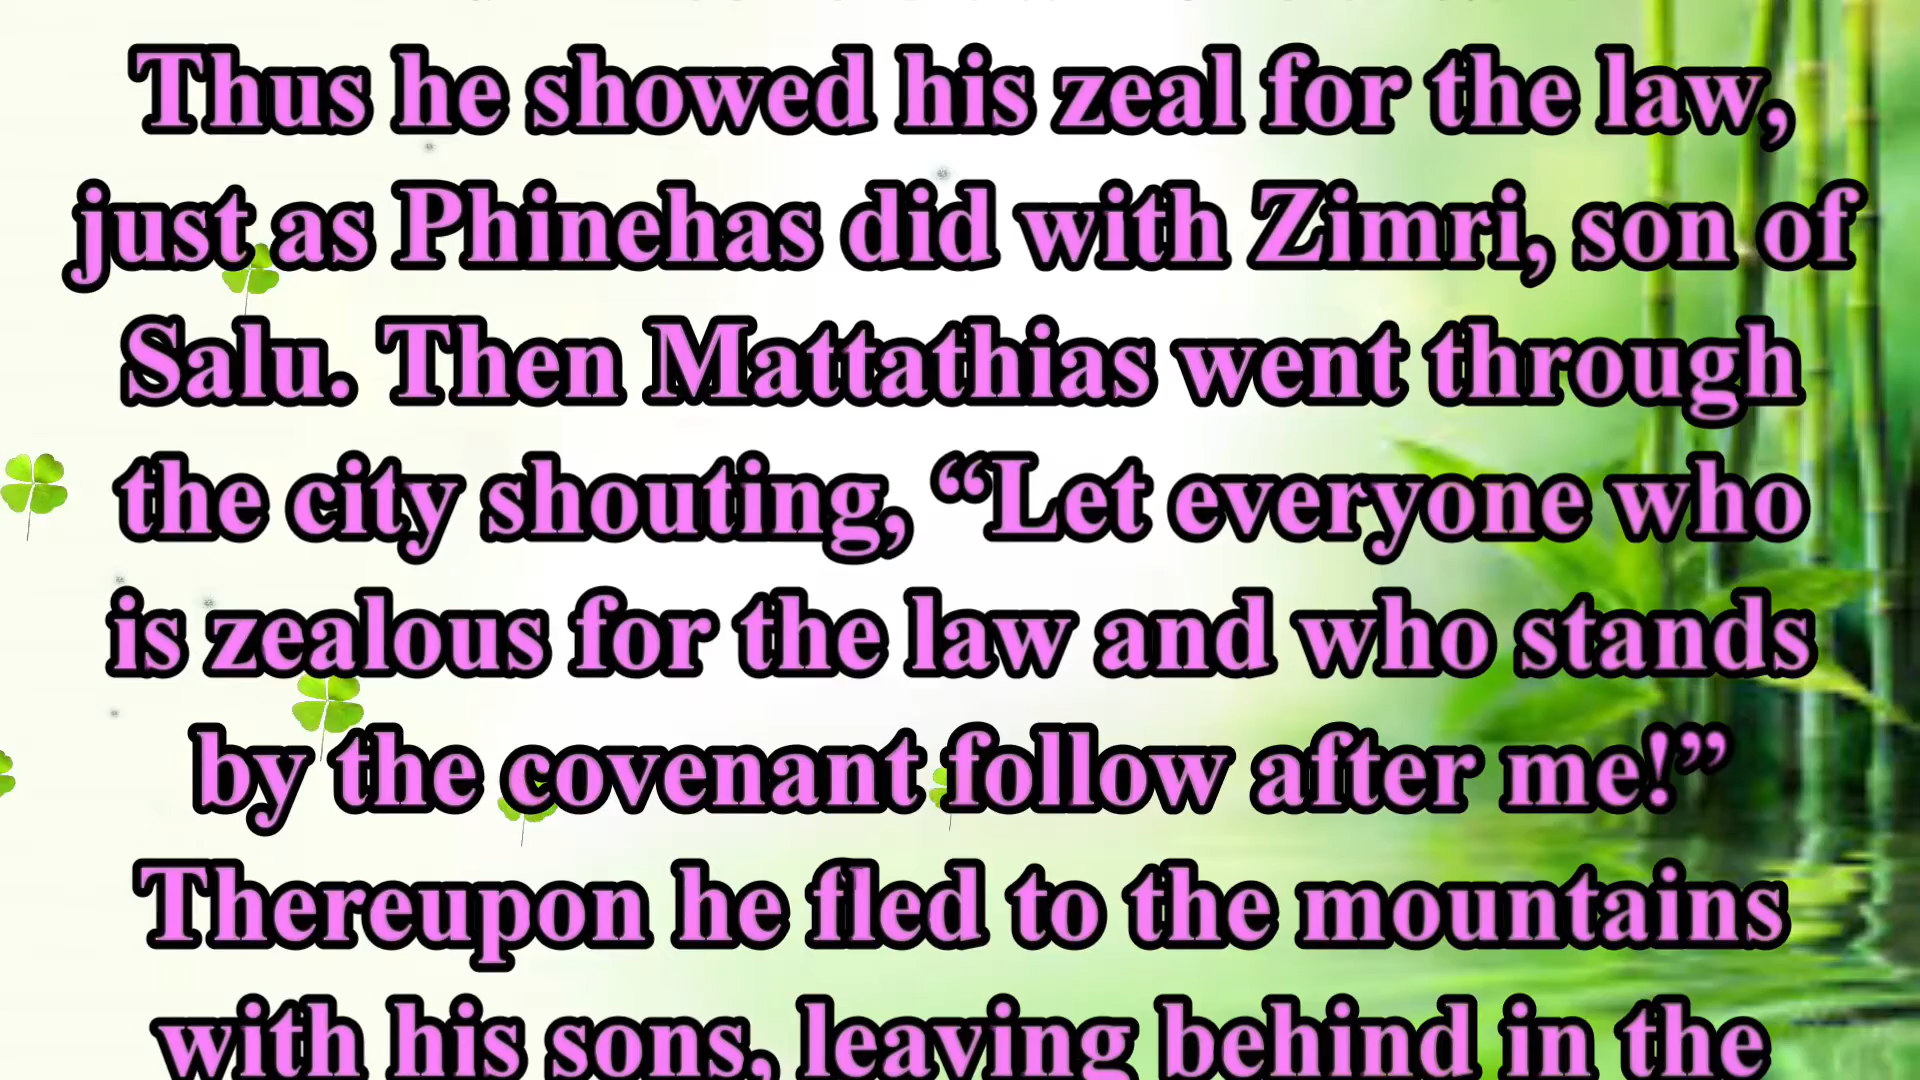 Thus he showed his zeal for the law,
just as Phinehas did with Zimri, son of
Salu. Then Mattathias went through
the city shouting, “Let everyone who
is zealous for the law and who stands
by the covenant follow after me!”
Thereupon he fled to the mountains
with his sons, leaving behind in the